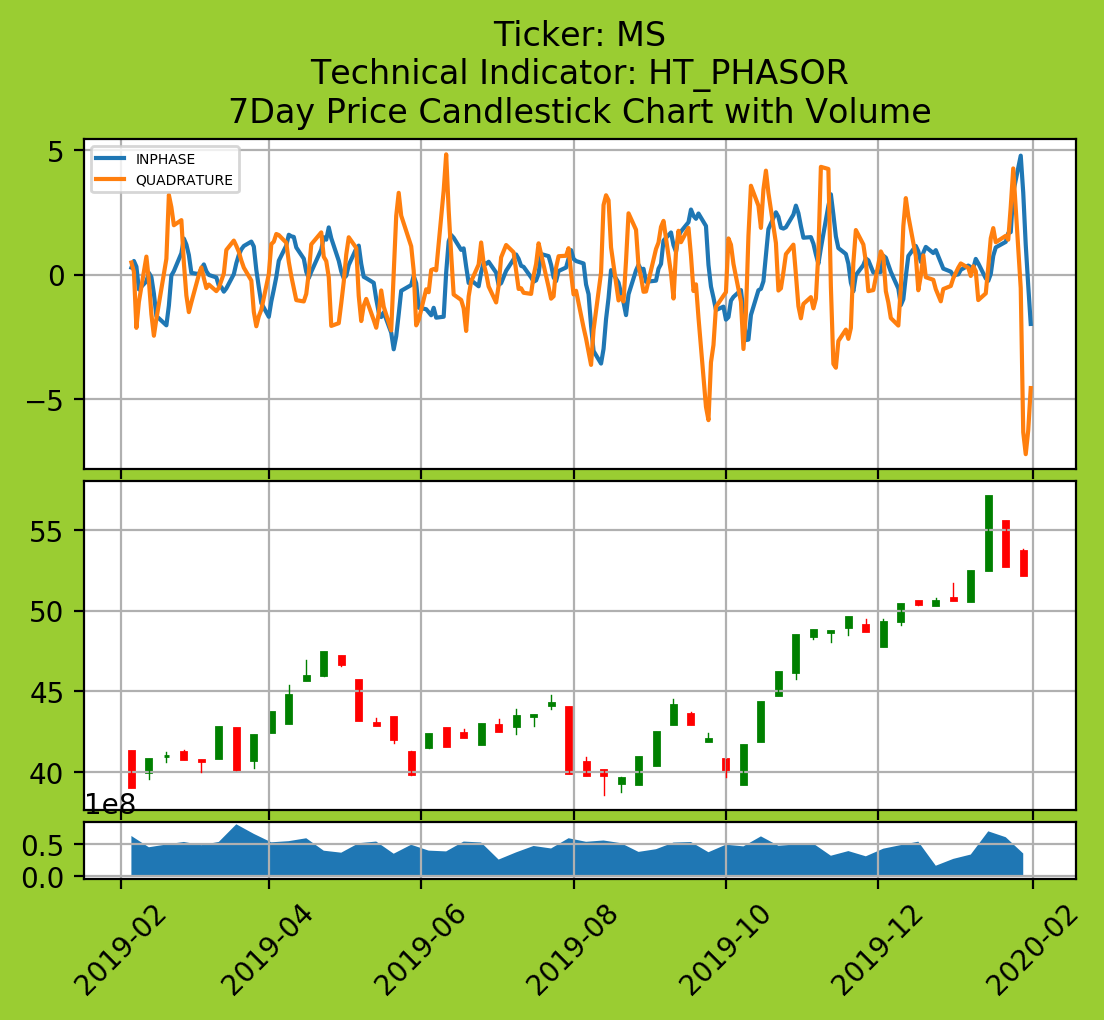 Ticker: MS
Technical Indicator: HT_PHASOR
7Day Price Candlestick Chart with Volume
5
0
−5
INPHASE
QUADRATURE
55
50
45
40
1e8
0.5
0.0
2019-02
2019-04
2019-06
2019-08
2019-10
2019-12
2020-02